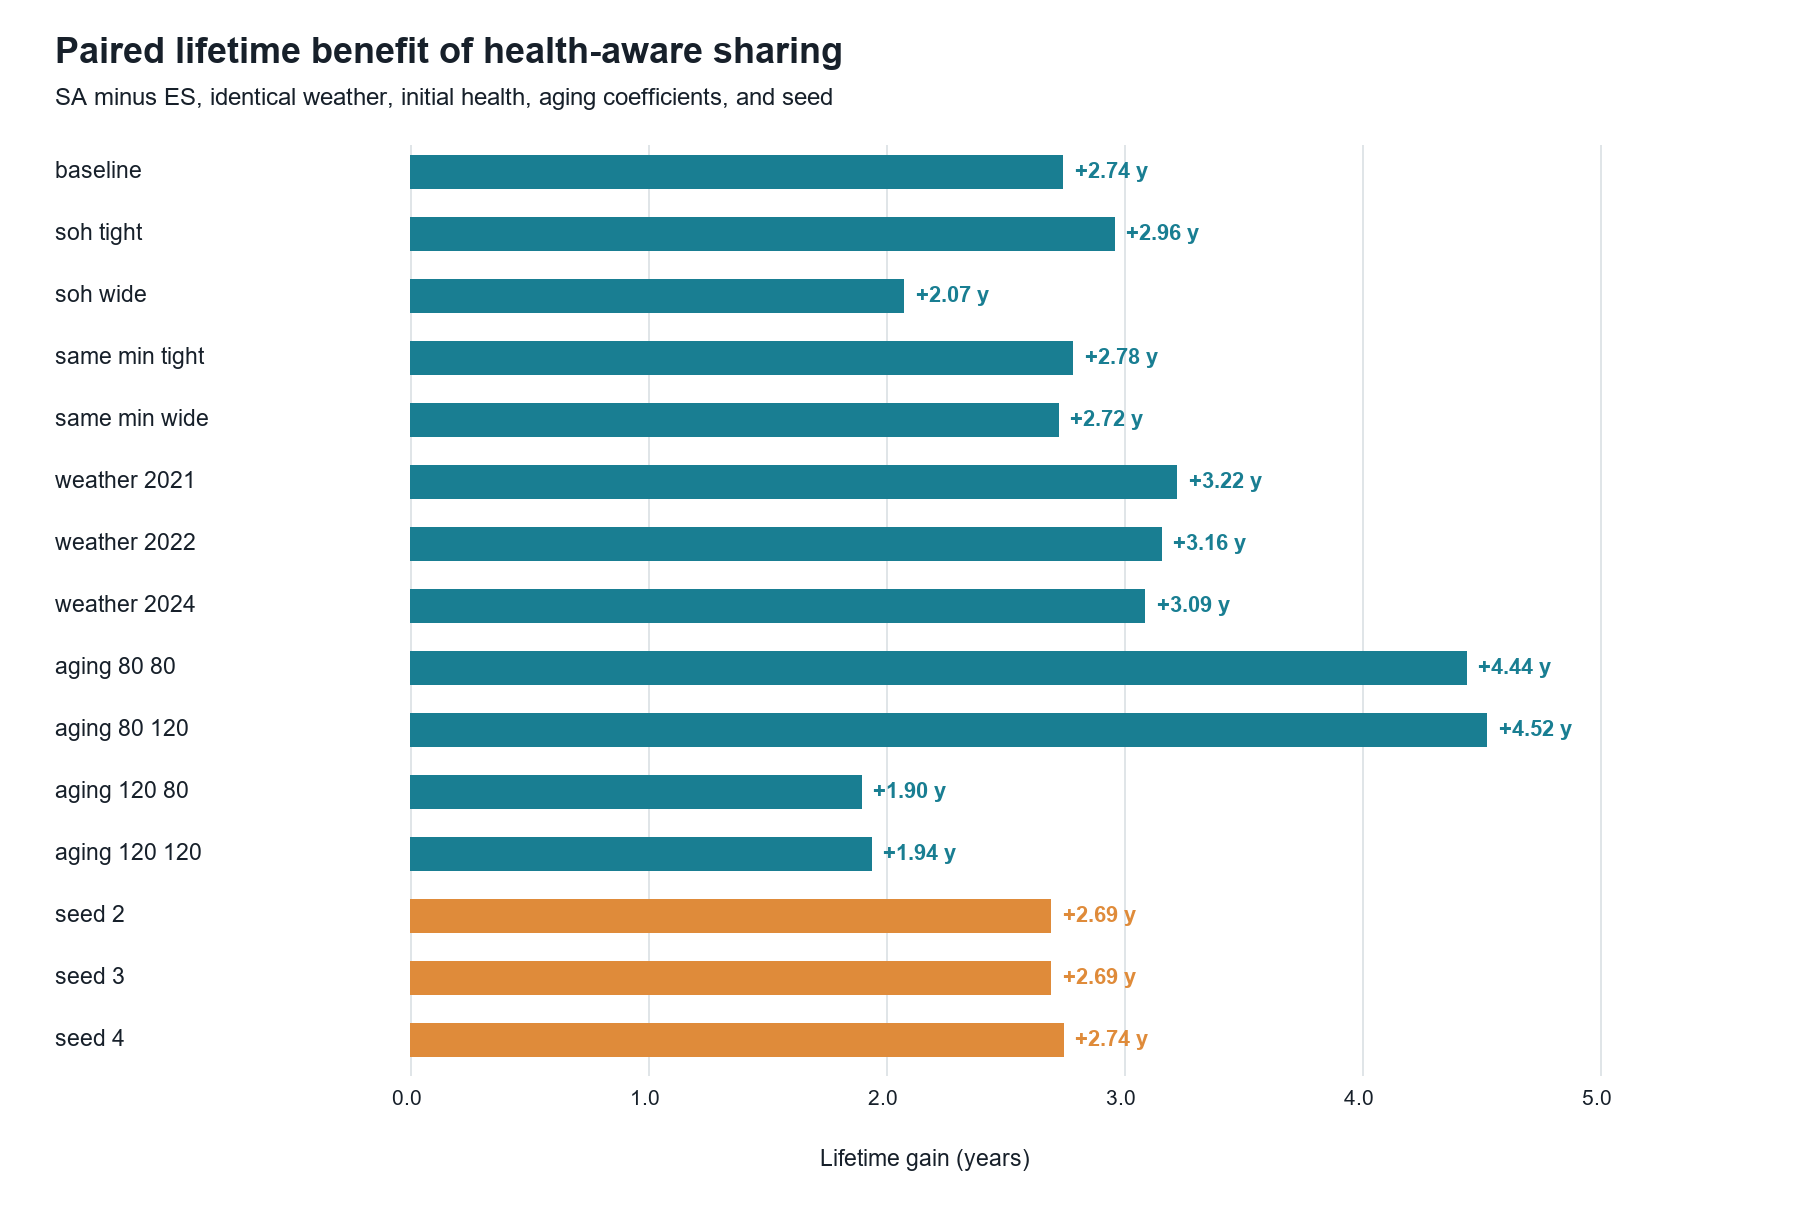 Paired lifetime benefit of health-aware sharing
SA minus ES, identical weather, initial health, aging coefficients, and seed
baseline +2.74 y
soh tight +2.96 y
soh wide +2.07 y
same min tight +2.78 y
same min wide +2.72 y
weather 2021 +3.22 y
weather 2022 +3.16 y
weather 2024 +3.09 y
aging 80 80 +4.44 y
aging 80 120 +4.52 y
aging 120 80 +1.90 y
aging 120 120 +1.94 y
seed 2 +2.69 y
seed 3 +2.69 y
seed 4 +2.74 y
0.0 1.0 2.0 3.0 4.0 5.0
Lifetime gain (years)